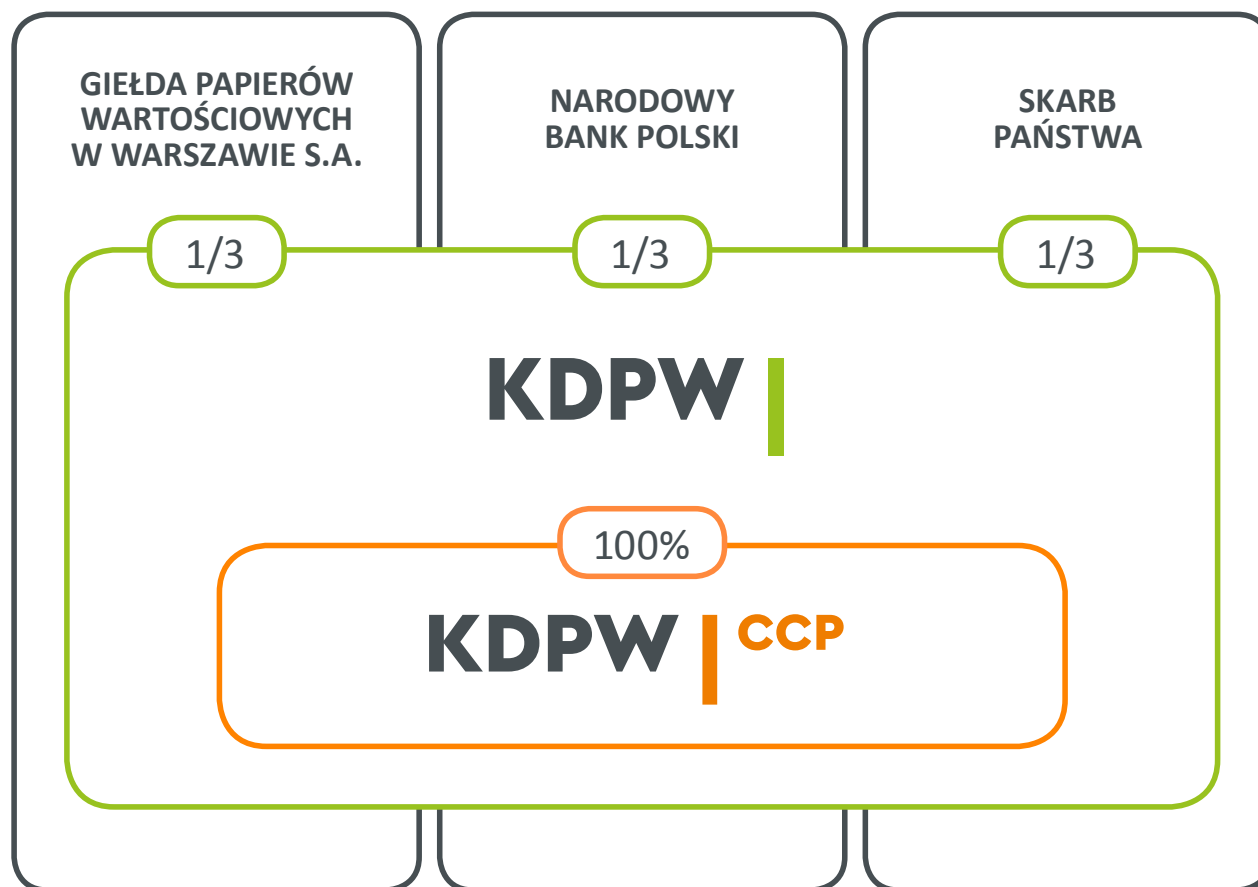 GIEŁDA PAPIERÓW
WARTOŚCIOWYCH
W WARSZAWIE S.A.
NARODOWY
BANK POLSKI
SKARB
PAŃSTWA
1/3
1/3
1/3
KDPW
100%
KDPW CCP